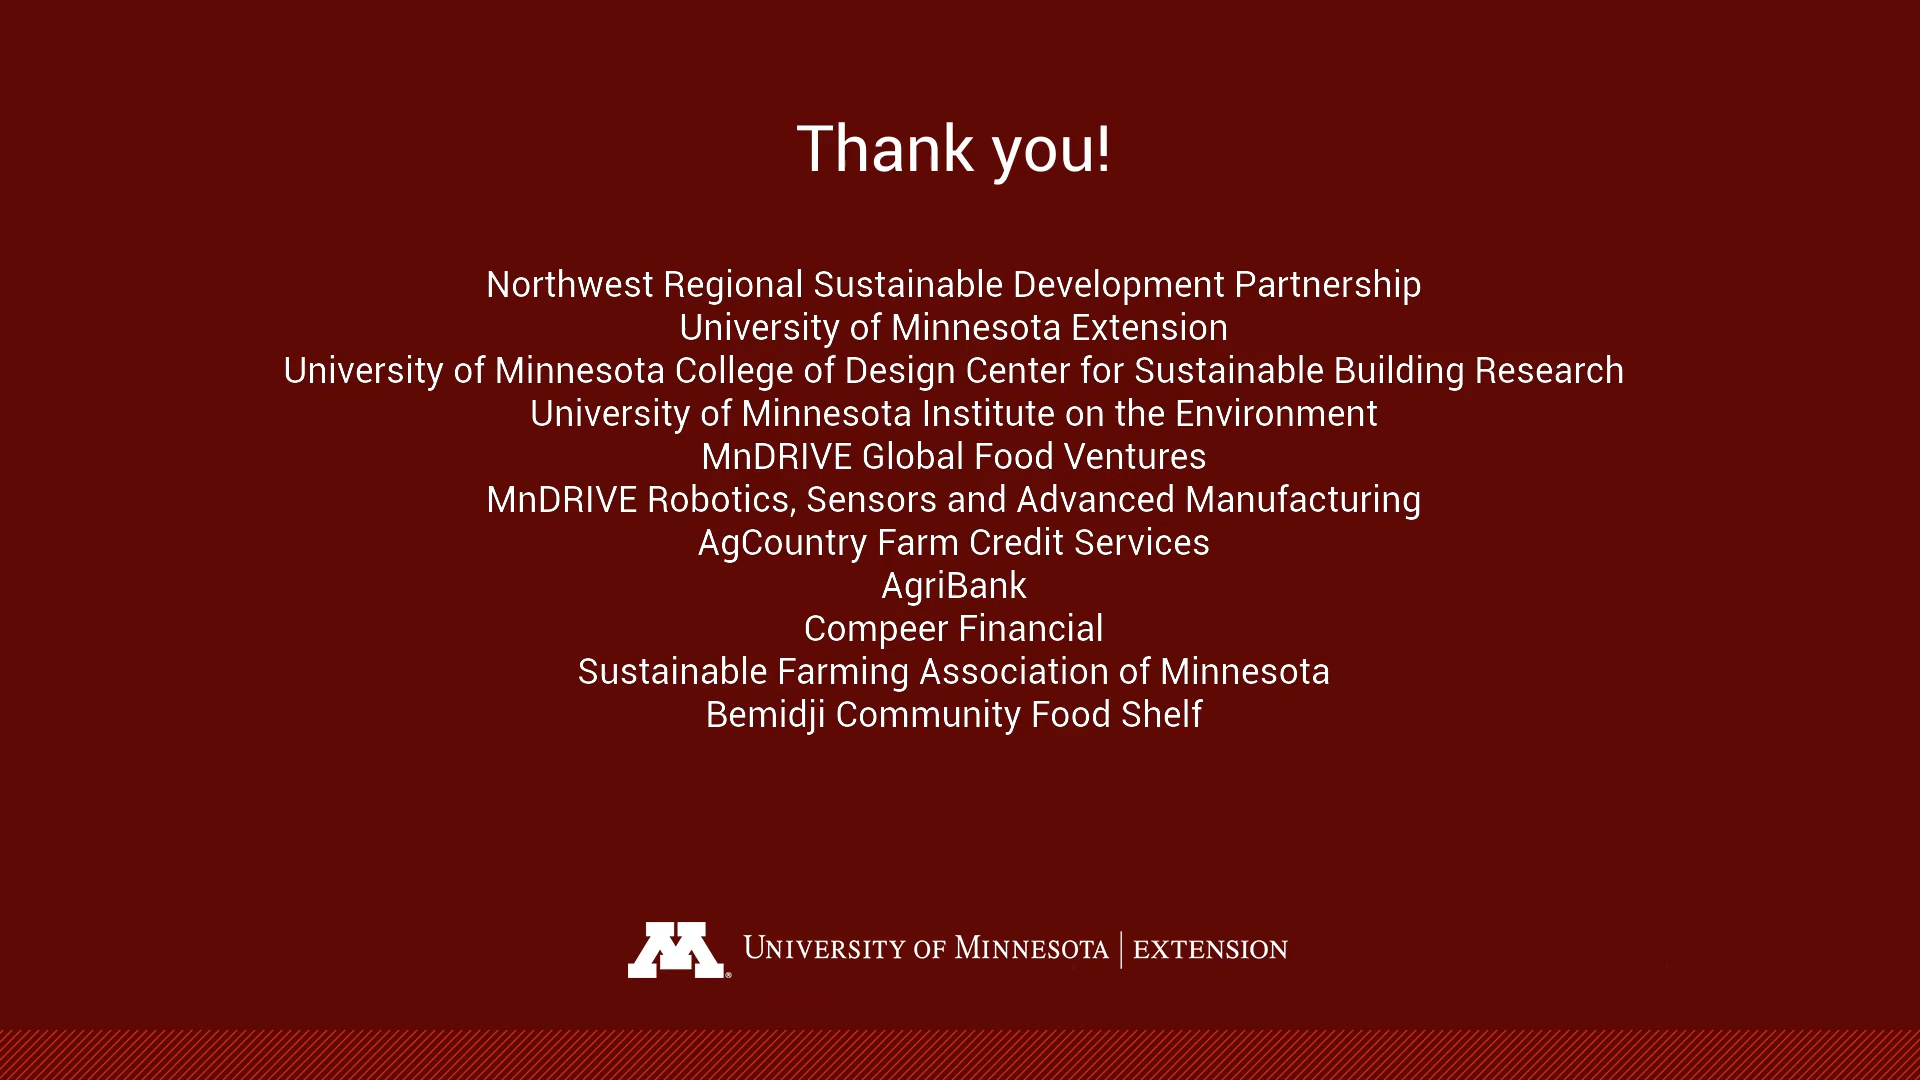 Thank you!
Northwest Regional Sustainable Development Partnership
University of Minnesota Extension
University of Minnesota College of Design Center for Sustainable Building Research
University of Minnesota Institute on the Environment
MnDRIVE Global Food Ventures
MnDRIVE Robotics, Sensors and Advanced Manufacturing
AgCountry Farm Credit Services
AgriBank
Compeer Financial
Sustainable Farming Association of Minnesota
Bemidji Community Food Shelf
M® UNIVERSITY OF MINNESOTA | EXTENSION